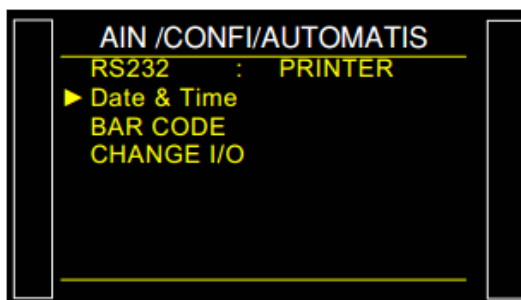 AIN /CONFI/AUTOMATIS
RS232 : PRINTER
► Date & Time
BAR CODE
CHANGE I/O